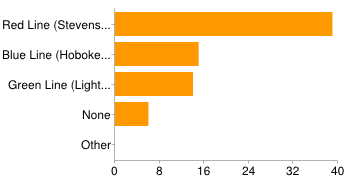 Red Line (Stevens...
Blue Line (Hoboke...
Green Line (Light...
None
Other
0 8 16 24 32 40